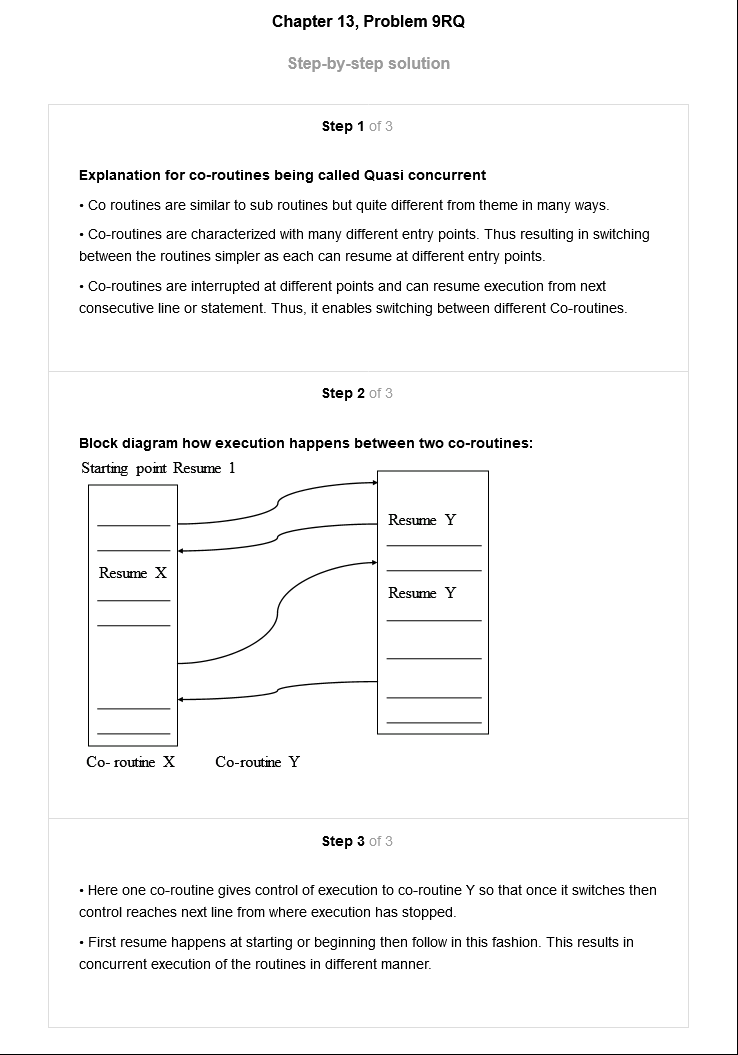 Chapter 13, Problem 9RQ
Step-by-step solution
Step 1 of 3
Explanation for co-routines being called Quasi concurrent
• Co routines are similar to sub routines but quite different from theme in many ways.
• Co-routines are characterized with many different entry points. Thus resulting in switching
between the routines simpler as each can resume at different entry points.
• Co-routines are interrupted at different points and can resume execution from next
consecutive line or statement. Thus, it enables switching between different Co-routines.
Step 2 of 3
Block diagram how execution happens between two co-routines:
Starting point Resume 1
Resume Y
Resume X
Resume Y
Co- routine X Co-routine Y
Step 3 of 3
• Here one co-routine gives control of execution to co-routine Y so that once it switches then
control reaches next line from where execution has stopped.
• First resume happens at starting or beginning then follow in this fashion. This results in
concurrent execution of the routines in different manner.